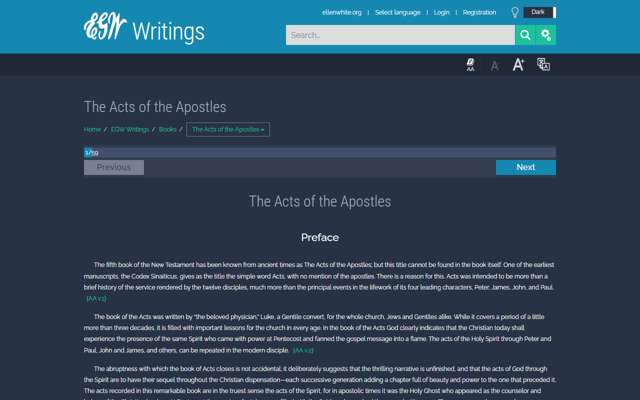 EGW Writings
ellenwhite.org | Select language | Login | Registration
Dark
Search...
AA A- A+
The Acts of the Apostles
Home / EGW Writings / Books / The Acts of the Apostles
1/59
Previous
Next
The Acts of the Apostles
Preface
The fifth book of the New Testament has been known from ancient times as The Acts of the Apostles; but this title cannot be found in the book itself. One of the earliest
manuscripts, the Codex Sinaiticus, gives as the title the simple word Acts, with no mention of the apostles. There is a reason for this. Acts was intended to be more than a
brief history of the service rendered by the twelve disciples, much more than the principal events in the lifework of its four leading characters, Peter, James, John, and Paul.
{AA v.1}
The book of the Acts was written by “the beloved physician,” Luke, a Gentile convert, for the whole church, Jews and Gentiles alike. While it covers a period of a little
more than three decades, it is filled with important lessons for the church in every age. In the book of the Acts God clearly indicates that the Christian today shall
experience the presence of the same Spirit who came with power at Pentecost and fanned the gospel message into a flame. The acts of the Holy Spirit through Peter and
Paul, John and James, and others, can be repeated in the modern disciple. {AA v.2}
The abruptness with which the book of Acts closes is not accidental; it deliberately suggests that the thrilling narrative is unfinished, and that the acts of God through
the Spirit are to have their sequel throughout the Christian dispensation—each successive generation adding a chapter full of beauty and power to the one that preceded it.
The acts recorded in this remarkable book are in the truest sense the acts of the Spirit, for in apostolic times it was the Holy Ghost who appeared as the counselor and